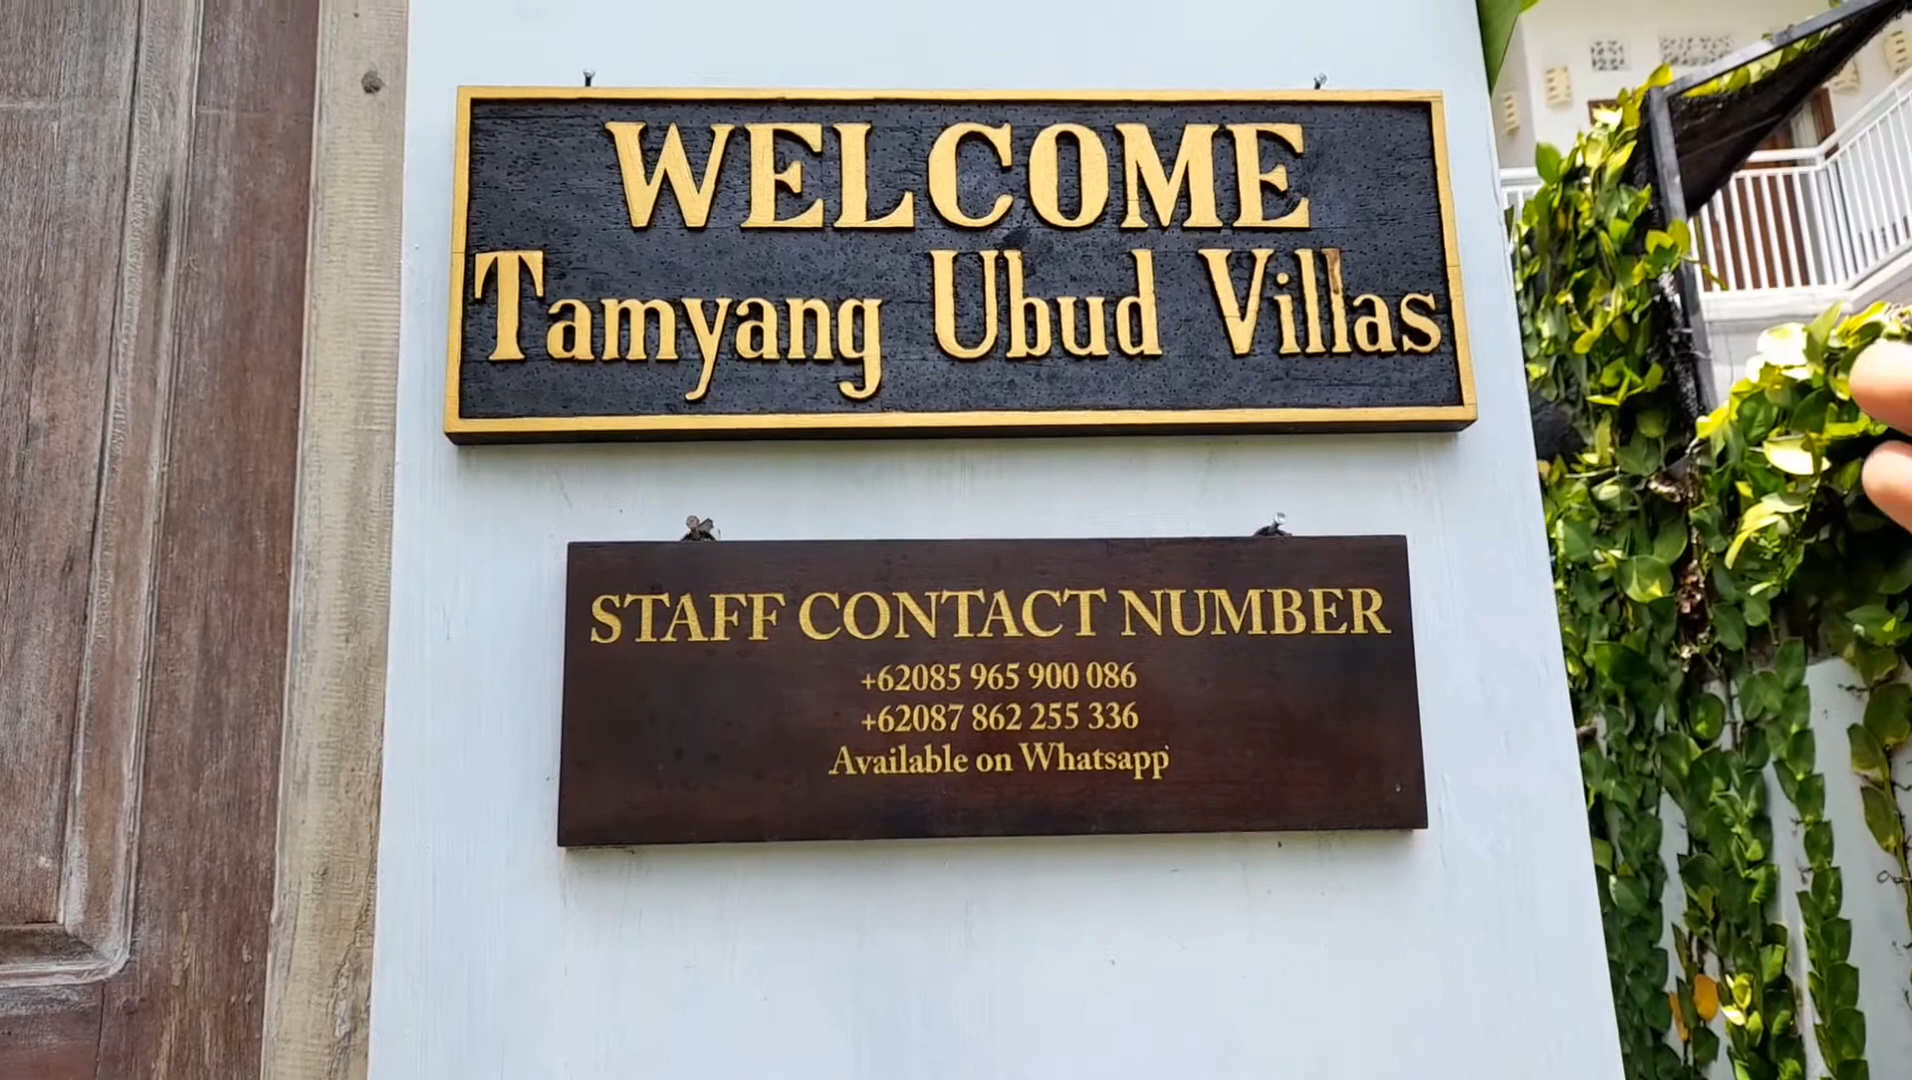 WELCOME
Tamyang Ubud Villas
STAFF CONTACT NUMBER
+62085 965 900 086
+62087 862 255 336
Available on Whatsapp